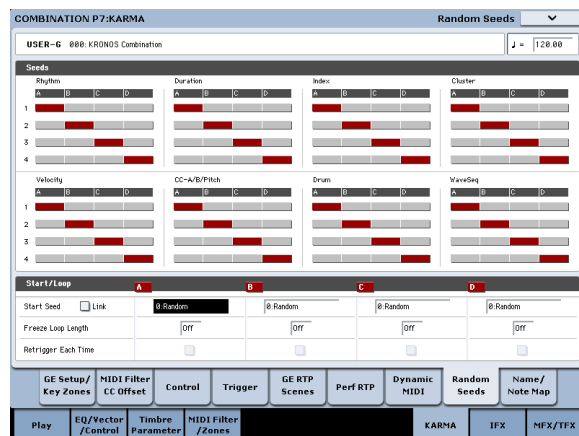 COMBINATION P7:KARMA Random Seeds
USER-G 000: KRONOS Combination ♩ = 120.00
Seeds
Rhythm Duration Index Cluster
A B C D A B C D A B C D A B C D
1
2
3
4
Velocity CC-A/B/Pitch Drum WaveSeq
A B C D A B C D A B C D A B C D
1
2
3
4
Start/Loop A B C D
Start Seed Link 0:Random 0:Random 0:Random 0:Random
Freeze Loop Length Off Off Off Off
Retrigger Each Time
GE Setup/ Key Zones MIDI Filter CC Offset Control Trigger GE RTP Scenes Perf RTP Dynamic MIDI Random Seeds Name/ Note Map
Play EQ/Vector /Control Timbre Parameter MIDI Filter /Zones KARMA IFX MFX/TFX